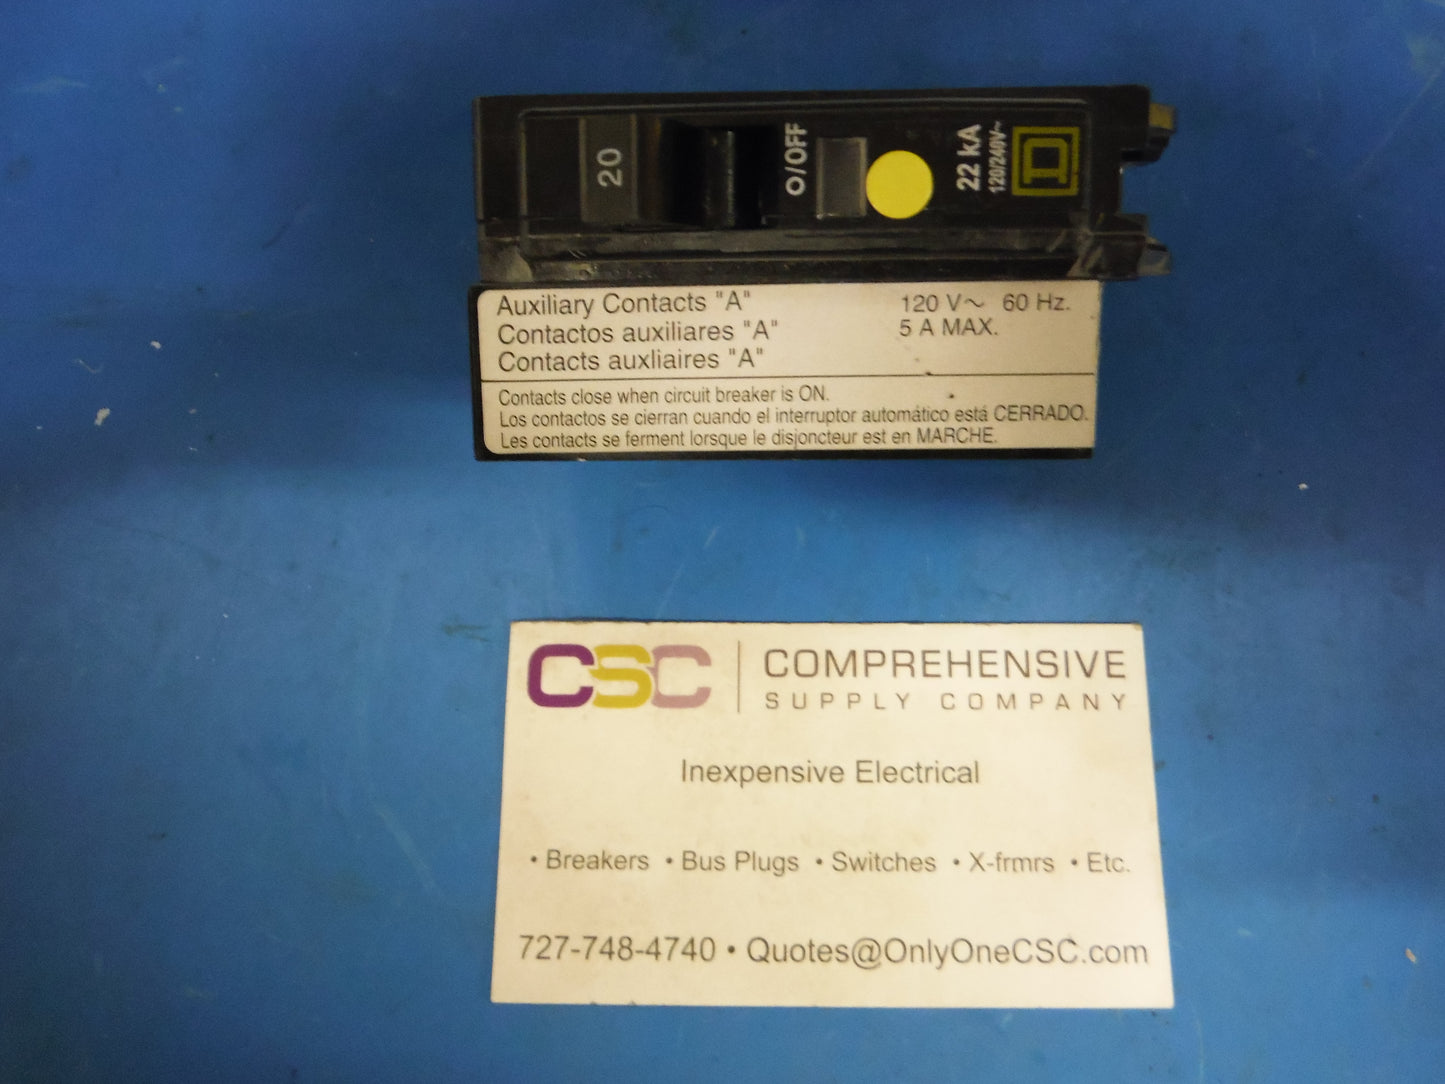 20
O/OFF
22 kA
120/240V~
D
Auxiliary Contacts "A"
120 V~ 60 Hz.
Contactos auxiliares "A"
5 A MAX.
Contacts auxliaires "A"
Contacts close when circuit breaker is ON.
Los contactos se cierran cuando el interruptor automático está CERRADO.
Les contacts se ferment lorsque le disjoncteur est en MARCHE.
CSC
COMPREHENSIVE
SUPPLY COMPANY
Inexpensive Electrical
• Breakers • Bus Plugs • Switches • X-frmrs • Etc.
727-748-4740 • Quotes@OnlyOneCSC.com